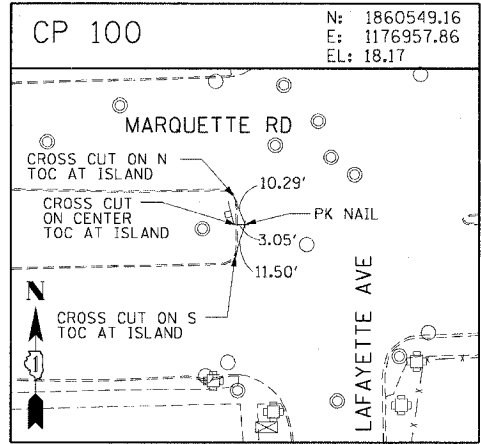 CP 100
N: 1860549.16
E: 1176957.86
EL: 18.17
MARQUETTE RD
CROSS CUT ON N
TOC AT ISLAND
10.29'
CROSS CUT
ON CENTER
TOC AT ISLAND
PK NAIL
3.05'
11.50'
N
CROSS CUT ON S
TOC AT ISLAND
1
LAFAYETTE AVE